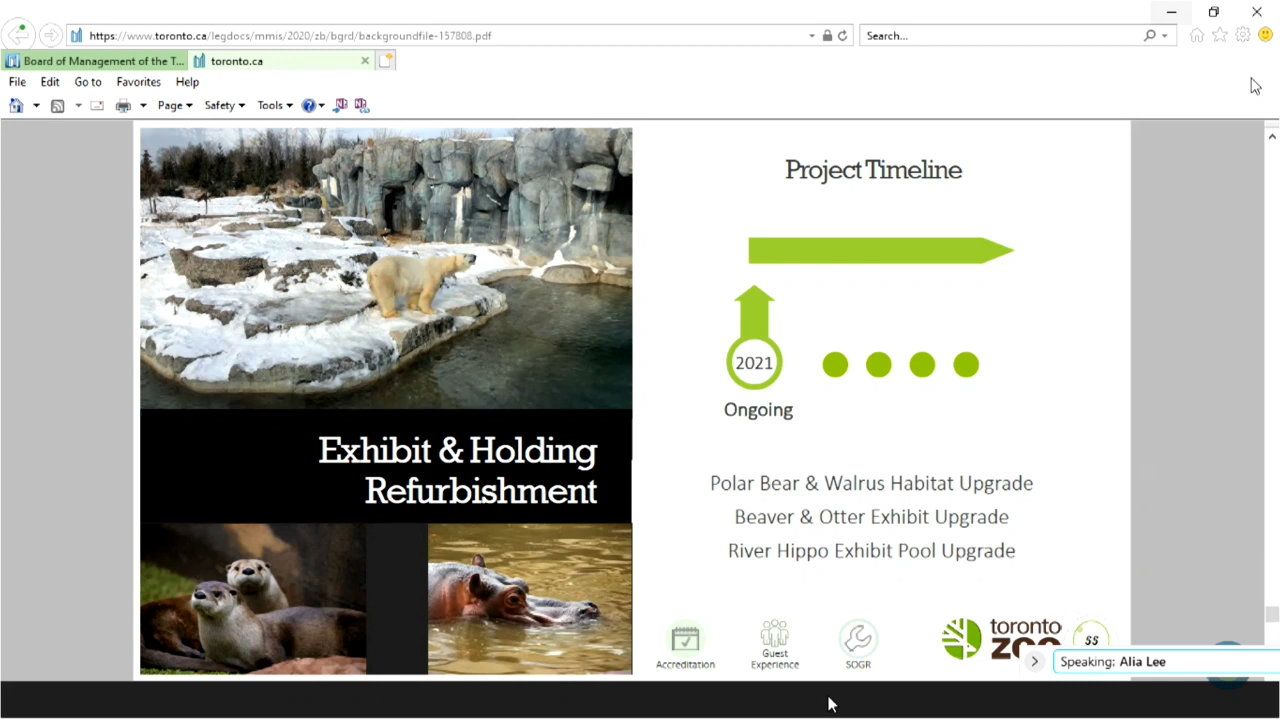 https://www.toronto.ca/legdocs/mmis/2020/zb/bgrd/backgroundfile-157808.pdf
Search...
Board of Management of the T...
toronto.ca
File Edit Go to Favorites Help
Page Safety Tools
Project Timeline
2021
Ongoing
Exhibit & Holding
Refurbishment
Polar Bear & Walrus Habitat Upgrade
Beaver & Otter Exhibit Upgrade
River Hippo Exhibit Pool Upgrade
Accreditation
Guest
Experience
SOGR
toronto
ZOO
SS
Speaking: Alia Lee